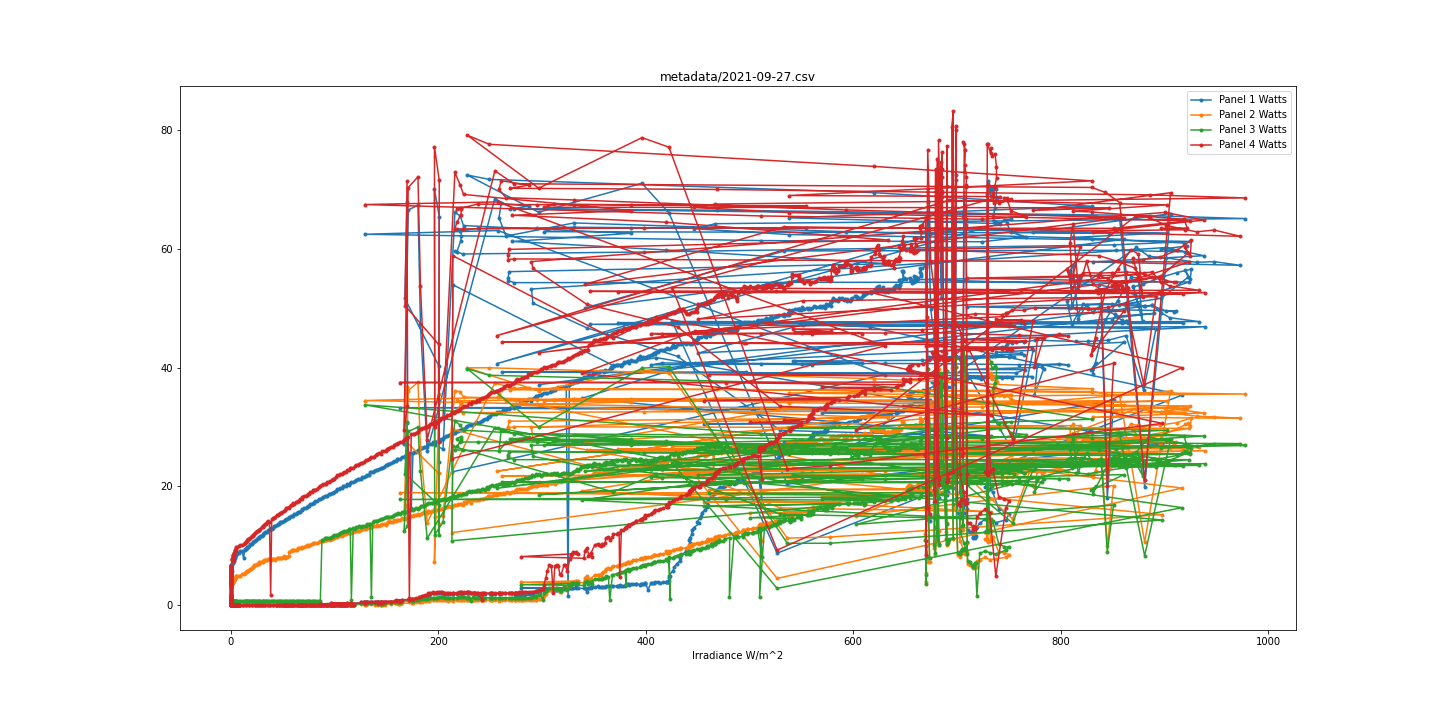 metadata/2021-09-27.csv
Panel 1 Watts
Panel 2 Watts
Panel 3 Watts
Panel 4 Watts
80
60
40
20
0
0 200 400 600 800 1000
Irradiance W/m^2